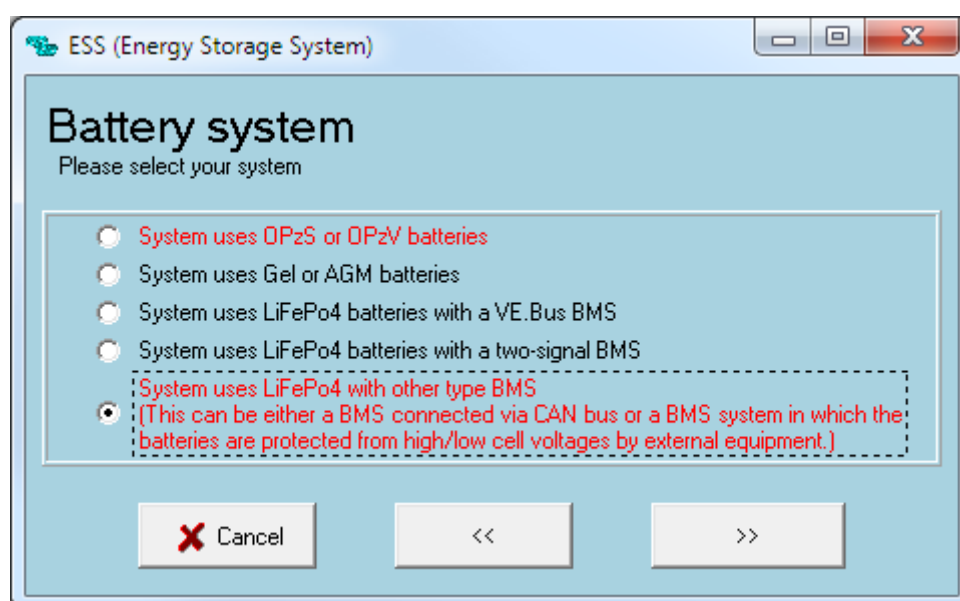 ESS (Energy Storage System)
Battery system
Please select your system
System uses OPzS or OPzV batteries
System uses Gel or AGM batteries
System uses LiFePo4 batteries with a VE.Bus BMS
System uses LiFePo4 batteries with a two-signal BMS
System uses LiFePo4 with other type BMS
(This can be either a BMS connected via CAN bus or a BMS system in which the
batteries are protected from high/low cell voltages by external equipment.)
Cancel
<<
>>